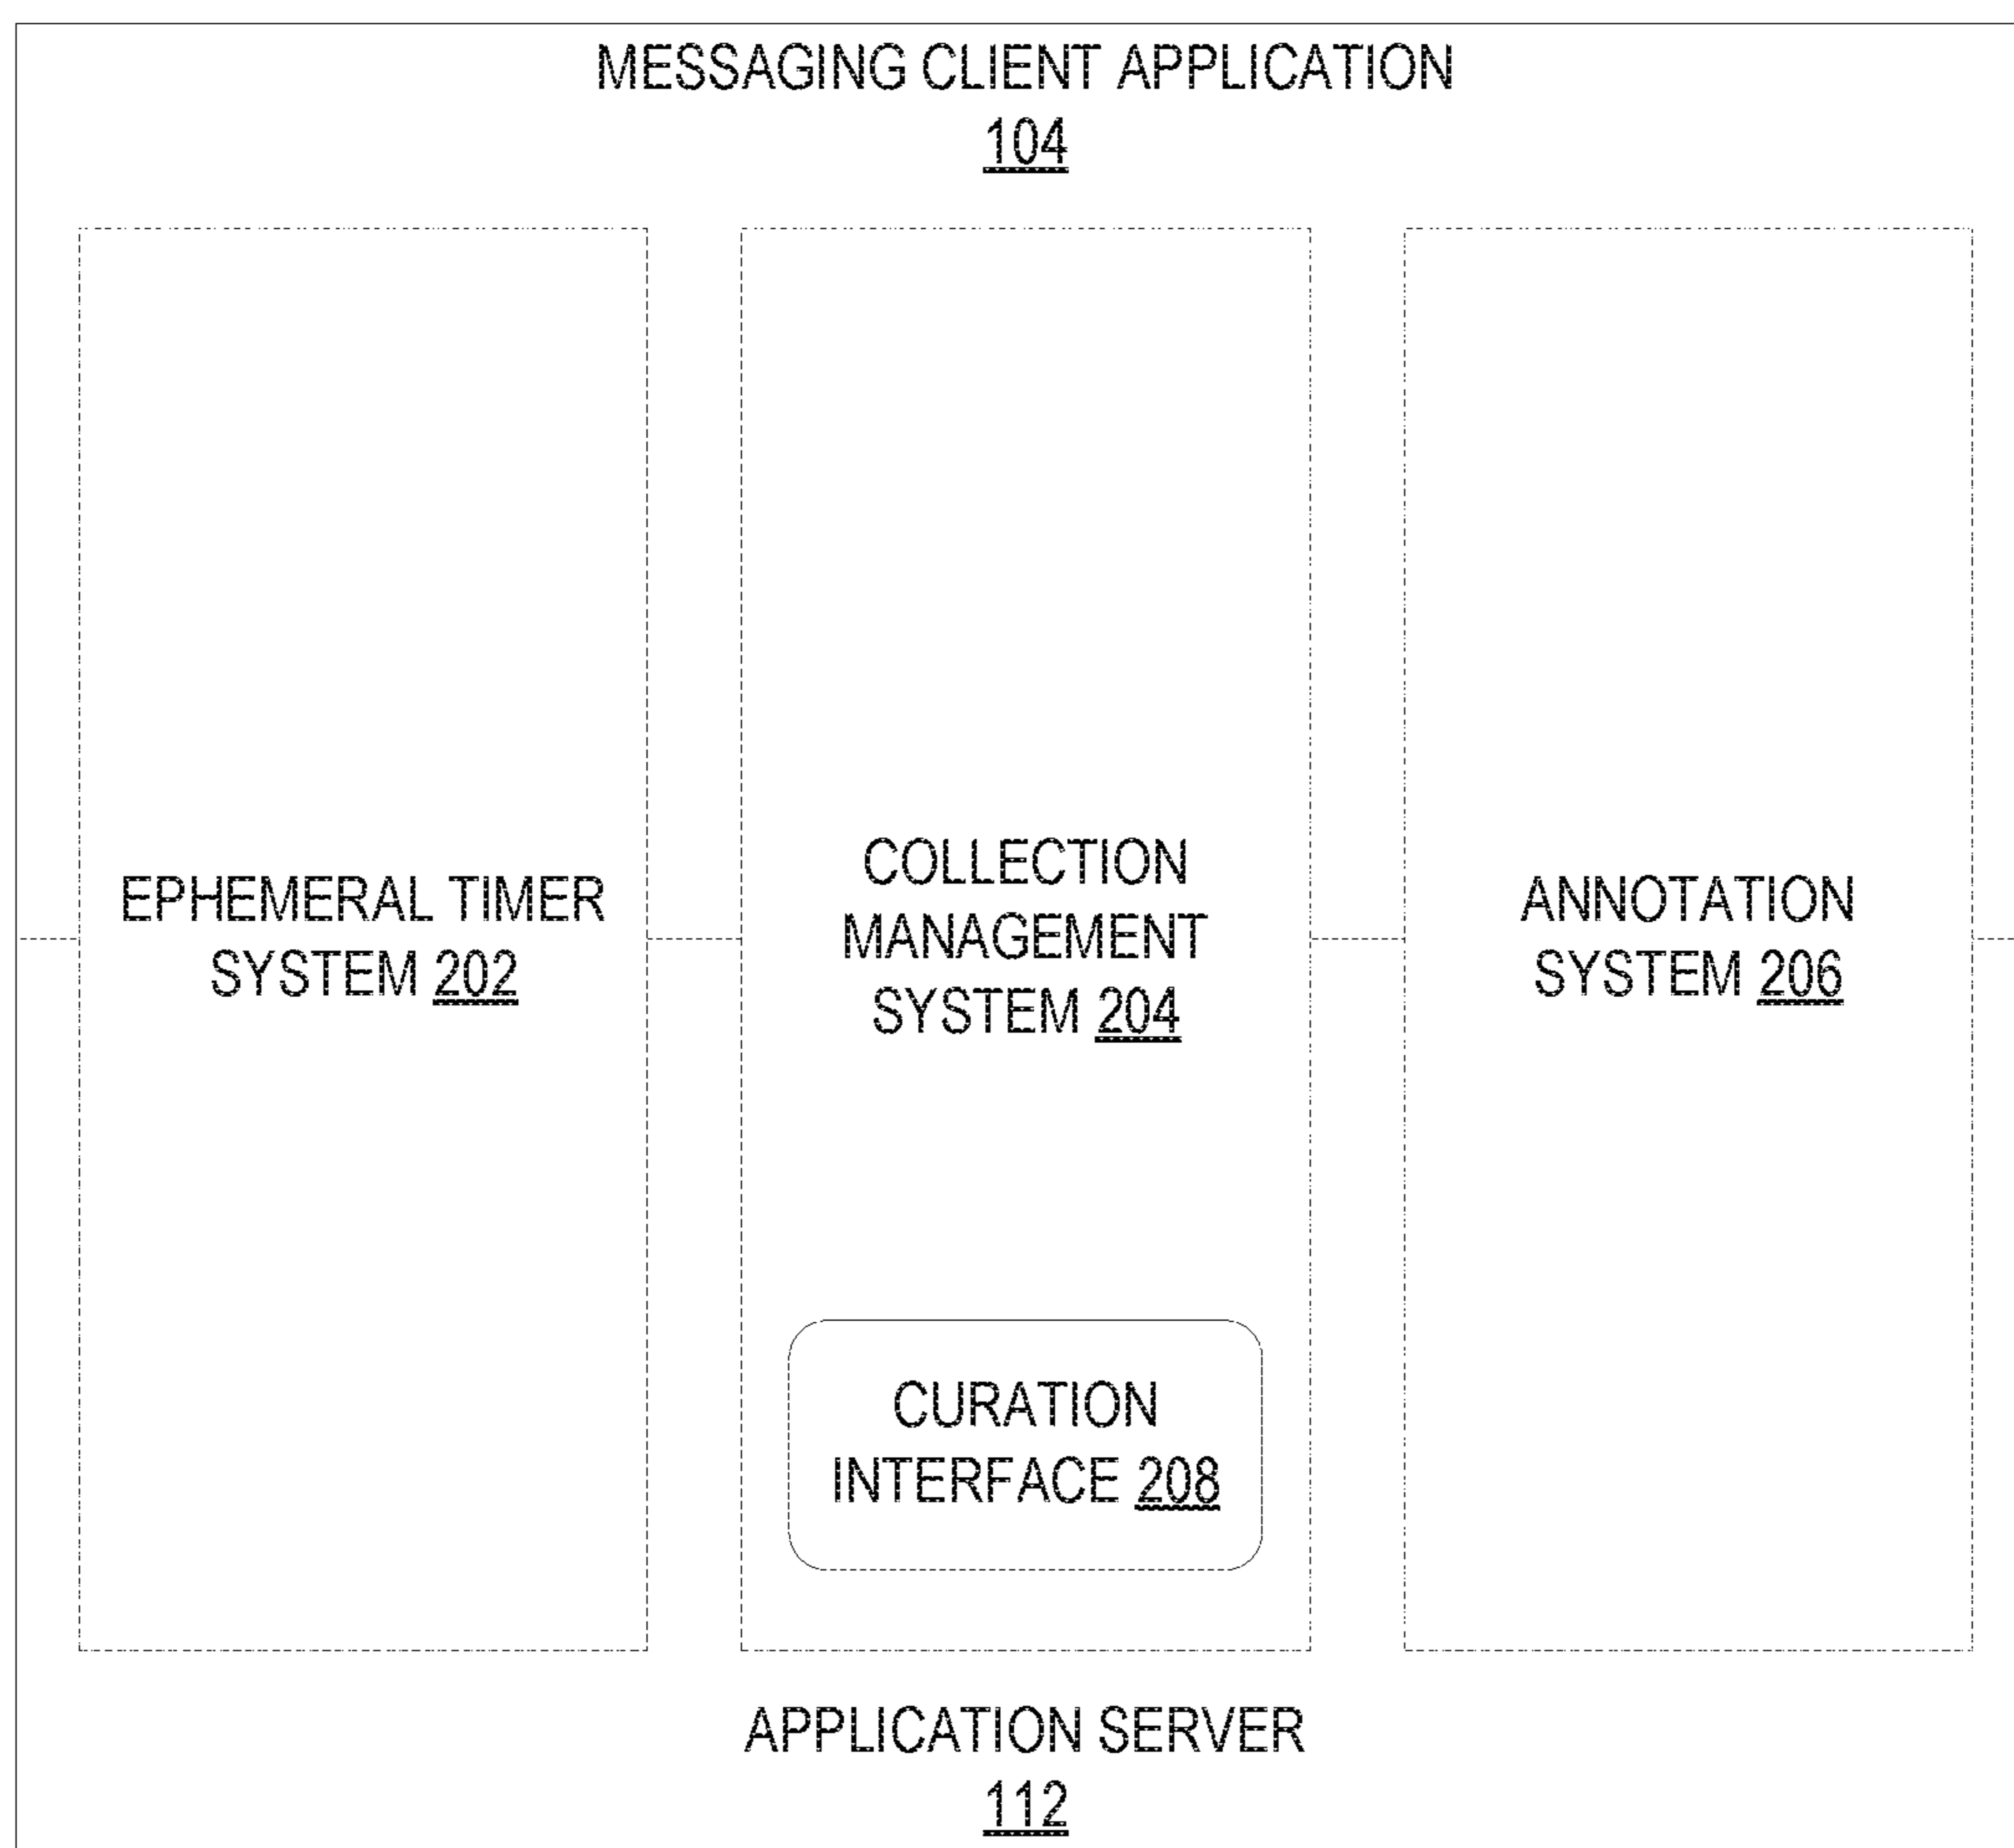 MESSAGING CLIENT APPLICATION
104
EPHEMERAL TIMER
SYSTEM 202
COLLECTION
MANAGEMENT
SYSTEM 204
ANNOTATION
SYSTEM 206
CURATION
INTERFACE 208
APPLICATION SERVER
112